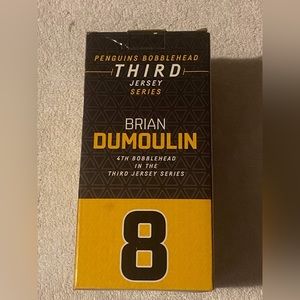 PENGUINS BOBBLEHEAD
THIRD
JERSEY
SERIES
BRIAN
DUMOULIN
4TH BOBBLEHEAD
IN THE
THIRD JERSEY SERIES
8